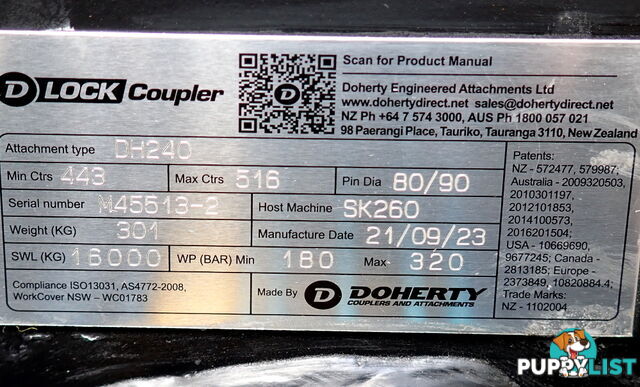 D LOCK Coupler
Scan for Product Manual
Doherty Engineered Attachments Ltd
www.dohertydirect.net sales@dohertydirect.net
NZ Ph +64 7 574 3000, AUS Ph 1800 057 021
98 Paerangi Place, Tauriko, Tauranga 3110, New Zealand
Attachment type DH240
Min Ctrs 443 Max Ctrs 516 Pin Dia 80/90
Serial number M45513-2 Host Machine SK260
Weight (KG) 301 Manufacture Date 21/09/23
SWL (KG) 16000 WP (BAR) Min 180 Max 320
Compliance ISO13031, AS4772-2008,
WorkCover NSW – WC01783
Made By D DOHERTY
COUPLERS AND ATTACHMENTS
Patents:
NZ - 572477, 579987;
Australia - 2009320503,
2010301197,
2012101853,
2014100573,
2016201504;
USA - 10669690,
9677245; Canada -
2813185; Europe -
2373849, 10820884.4;
Trade Marks:
NZ - 1102004
PUPPYLIST